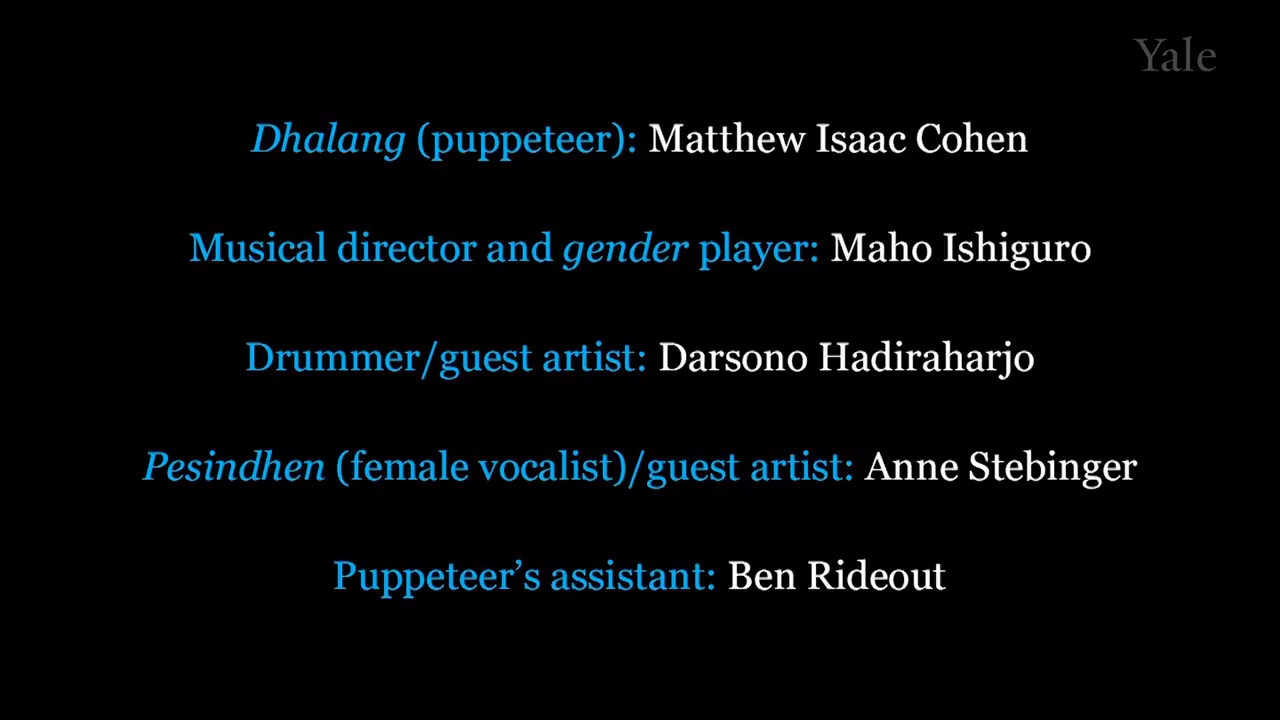 Yale
Dhalang (puppeteer): Matthew Isaac Cohen
Musical director and gender player: Maho Ishiguro
Drummer/guest artist: Darsono Hadiraharjo
Pesindhen (female vocalist)/guest artist: Anne Stebinger
Puppeteer’s assistant: Ben Rideout